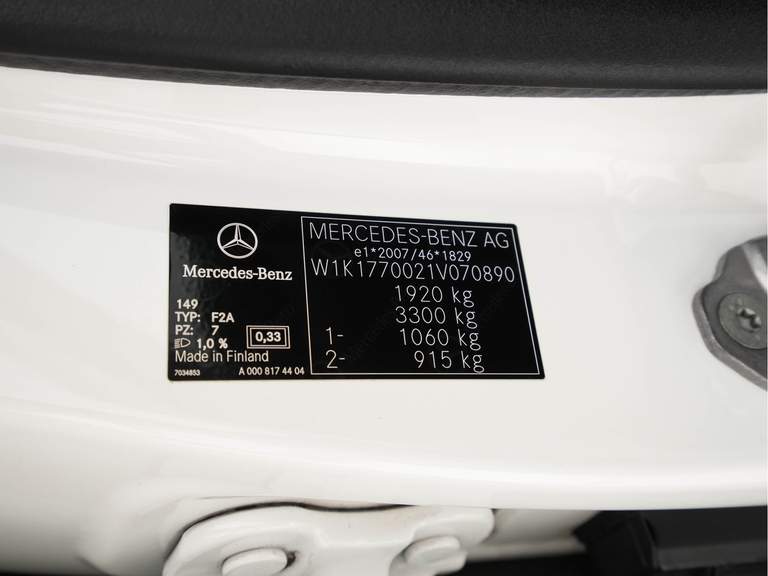 Mercedes-Benz
149
TYP: F2A
PZ: 7
1,0%
0,33
Made in Finland
7034853
A 000 817 44 04
MERCEDES-BENZ AG
e1*2007/46*1829
W1K1770021V070890
1920 kg
3300 kg
1- 1060 kg
2- 915 kg